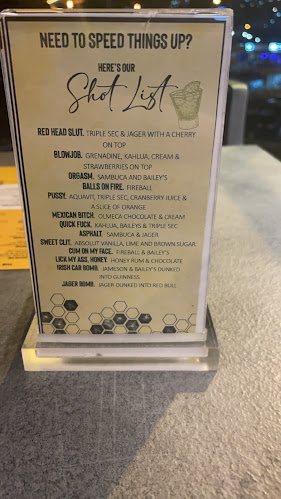 NEED TO SPEED THINGS UP?
HERE'S OUR
Shot List
RED HEAD SLUT. TRIPLE SEC & JAGER WITH A CHERRY
ON TOP
BLOWJOB. GRENADINE, KAHLUA, CREAM &
STRAWBERRIES ON TOP
ORGASM. SAMBUCA AND BAILEY'S
BALLS ON FIRE. FIREBALL
PUSSY. AQUAVIT, TRIPLE SEC, CRANBERRY JUICE &
A SLICE OF ORANGE
MEXICAN BITCH. OLMECA CHOCOLATE & CREAM
QUICK FUCK. KAHLUA, BAILEYS & TRIPLE SEC
ASPHALT. SAMBUCA & JAGER
SWEET CLIT. ABSOLUT VANILLA, LIME AND BROWN SUGAR
CUM ON MY FACE. FIREBALL & BAILEY'S
LICK MY ASS, HONEY. HONEY RUM & CHOCOLATE
IRISH CAR BOMB. JAMESON & BAILEY'S DUNKED
INTO GUINNESS
JAGER BOMB. JAGER DUNKED INTO RED BULL